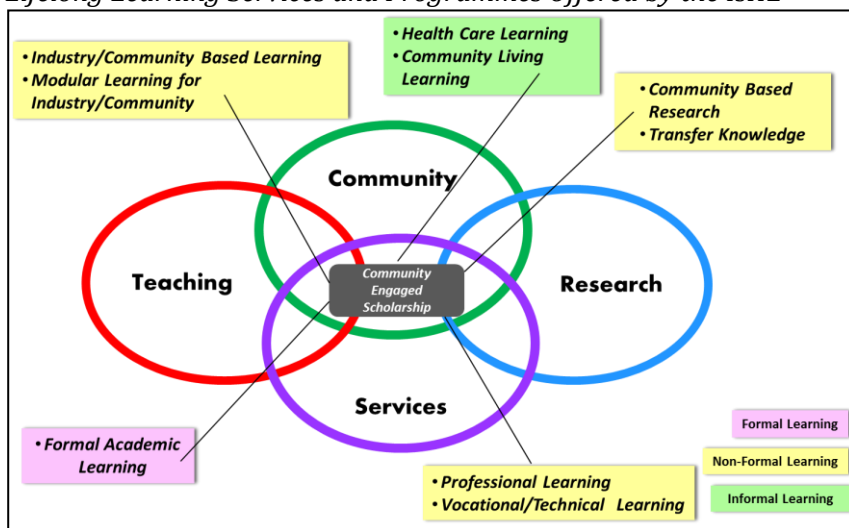 Lifelong Learning Services and Programmes offered by the
• Industry/Community Based Learning
• Modular Learning for
Industry/Community
• Health Care Learning
• Community Living
Learning
• Community Based
Research
• Transfer Knowledge
Community
Teaching
Community
Engaged
Scholarship
Research
Services
• Formal Academic
Learning
• Professional Learning
• Vocational/Technical Learning
Formal Learning
Non-Formal Learning
Informal Learning